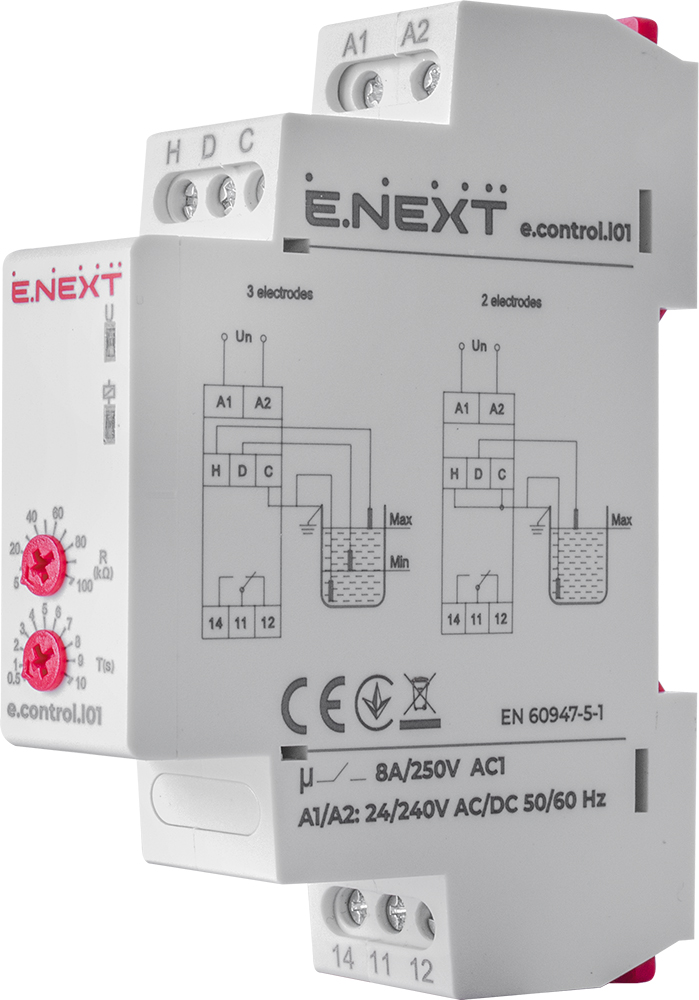 A1 A2
H D C
E.NEXT e.control.l01
E.NEXT
U
3 electrodes
2 electrodes
Un
Un
A1 A2
A1 A2
H D C
H D C
Max
Min
Max
14 11 12
14 11 12
5 20 40 60 80 100
R (kΩ)
0.5 1 2 3 4 5 6 7 8 9 10
T(s)
e.control.l01
CE
EN 60947-5-1
μ 8A/250V AC1
A1/A2: 24/240V AC/DC 50/60 Hz
14 11 12